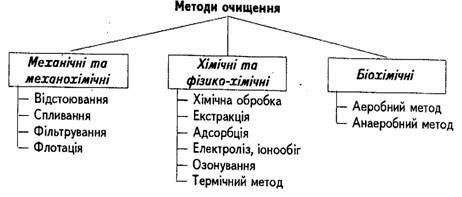 Методи очищення
Механічні та
механохімічні
Відстоювання
Спливання
Фільтрування
Флотація
Хімічні та
фізико-хімічні
Хімічна обробка
Екстракція
Адсорбція
Електроліз, іонообіг
Озонування
Термічний метод
Біохімічні
Аеробний метод
Анаеробний метод